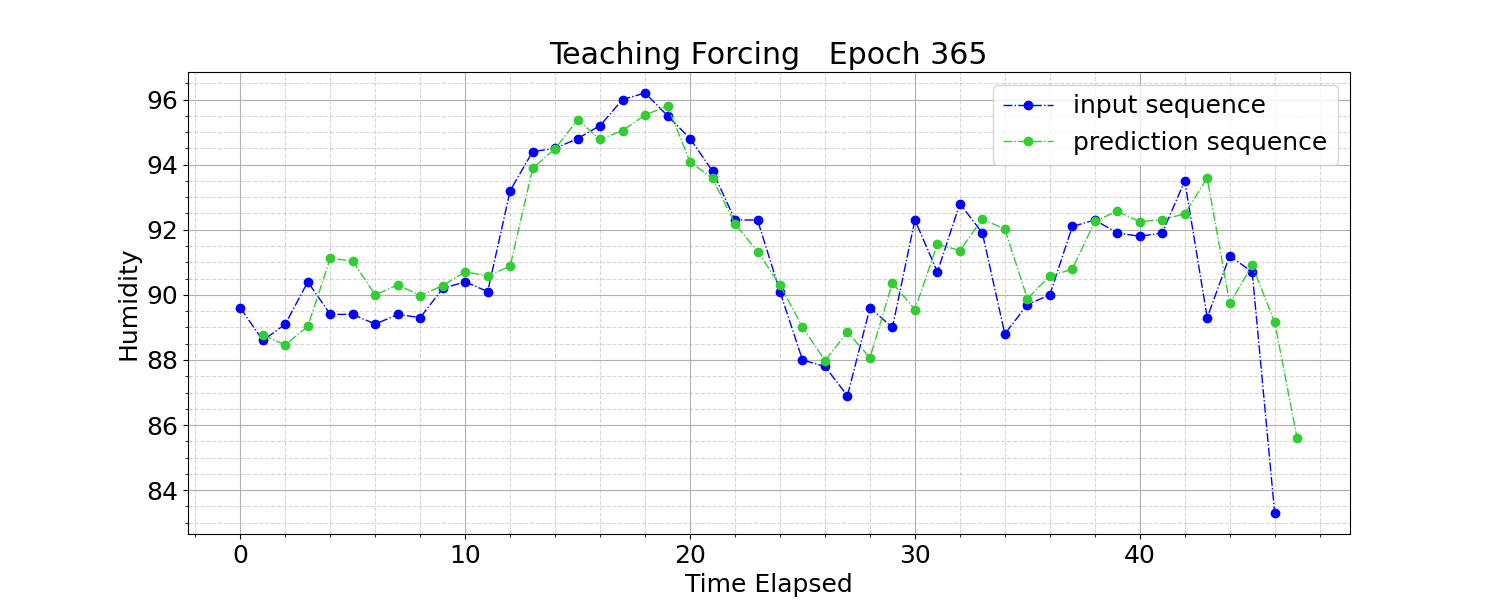 Teaching Forcing   Epoch 365
input sequence
prediction sequence
Humidity
96
94
92
90
88
86
84
0 10 20 30 40
Time Elapsed